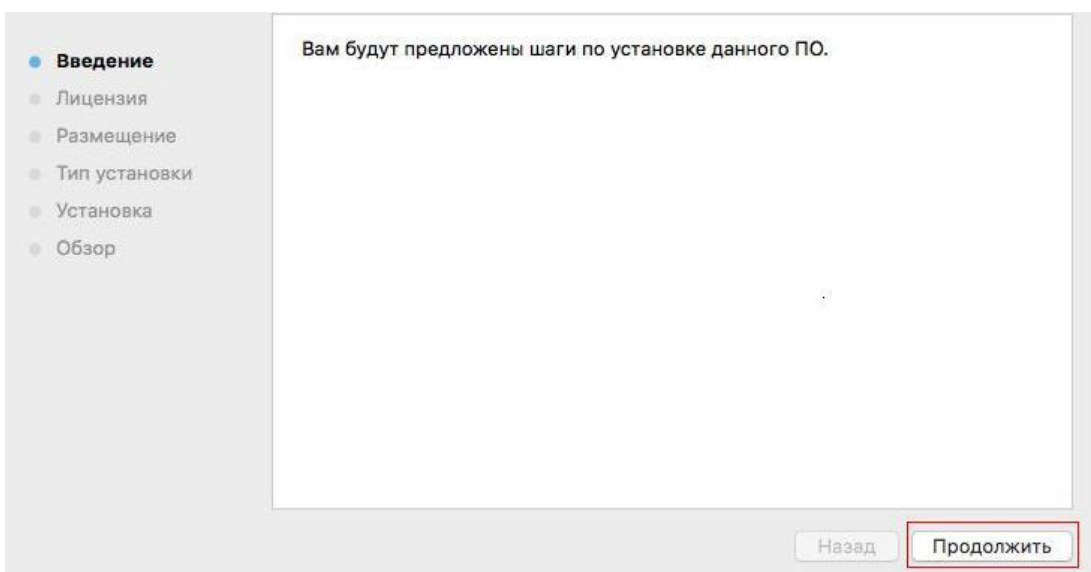 Введение
Лицензия
Размещение
Тип установки
Установка
Обзор
Вам будут предложены шаги по установке данного ПО.
Назад
Продолжить